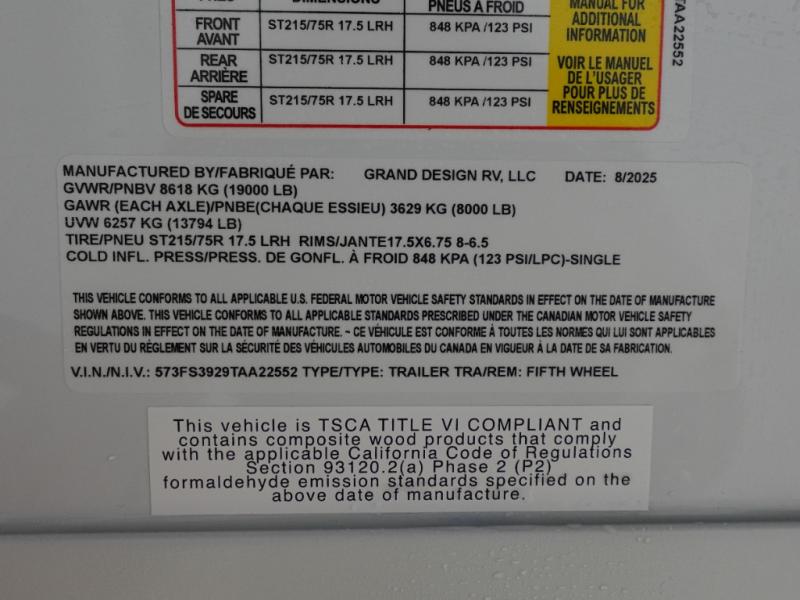 PNEUS À FROID
MANUAL FOR
ADDITIONAL
INFORMATION
FRONT
AVANT
ST215/75R 17.5 LRH
848 KPA /123 PSI
REAR
ARRIÈRE
ST215/75R 17.5 LRH
848 KPA /123 PSI
VOIR LE MANUEL
DE L'USAGER
POUR PLUS DE
RENSEIGNEMENTS
SPARE
DE SECOURS
ST215/75R 17.5 LRH
848 KPA /123 PSI
TAA22552
MANUFACTURED BY/FABRIQUÉ PAR: GRAND DESIGN RV, LLC DATE: 8/2025
GVWR/PNBV 8618 KG (19000 LB)
GAWR (EACH AXLE)/PNBE(CHAQUE ESSIEU) 3629 KG (8000 LB)
UVW 6257 KG (13794 LB)
TIRE/PNEU ST215/75R 17.5 LRH RIMS/JANTE17.5X6.75 8-6.5
COLD INFL. PRESS/PRESS. DE GONFL. À FROID 848 KPA (123 PSI/LPC)-SINGLE
THIS VEHICLE CONFORMS TO ALL APPLICABLE U.S. FEDERAL MOTOR VEHICLE SAFETY STANDARDS IN EFFECT ON THE DATE OF MANUFACTURE
SHOWN ABOVE. THIS VEHICLE CONFORMS TO ALL APPLICABLE STANDARDS PRESCRIBED UNDER THE CANADIAN MOTOR VEHICLE SAFETY
REGULATIONS IN EFFECT ON THE DATE OF MANUFACTURE. ~ CE VÉHICULE EST CONFORME À TOUTES LES NORMES QUI LUI SONT APPLICABLES
EN VERTU DU RÈGLEMENT SUR LA SÉCURITÉ DES VÉHICULES AUTOMOBILES DU CANADA EN VIGUEUR À LA DATE DE SA FABRICATION.
V.I.N./N.I.V.: 573FS3929TAA22552 TYPE/TYPE: TRAILER TRA/REM: FIFTH WHEEL
This vehicle is TSCA TITLE VI COMPLIANT and
contains composite wood products that comply
with the applicable California Code of Regulations
Section 93120.2(a) Phase 2 (P2)
formaldehyde emission standards specified on the
above date of manufacture.